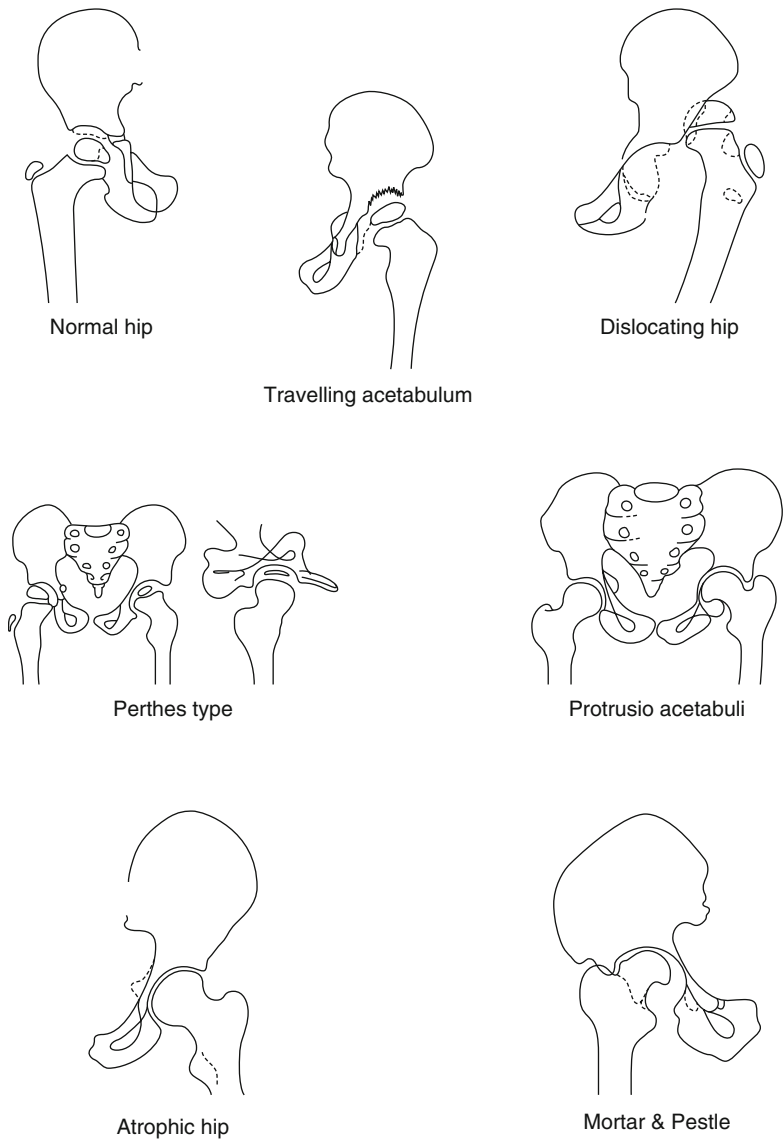 Normal hip
Dislocating hip
Travelling acetabulum
Perthes type
Protrusio acetabuli
Atrophic hip
Mortar & Pestle